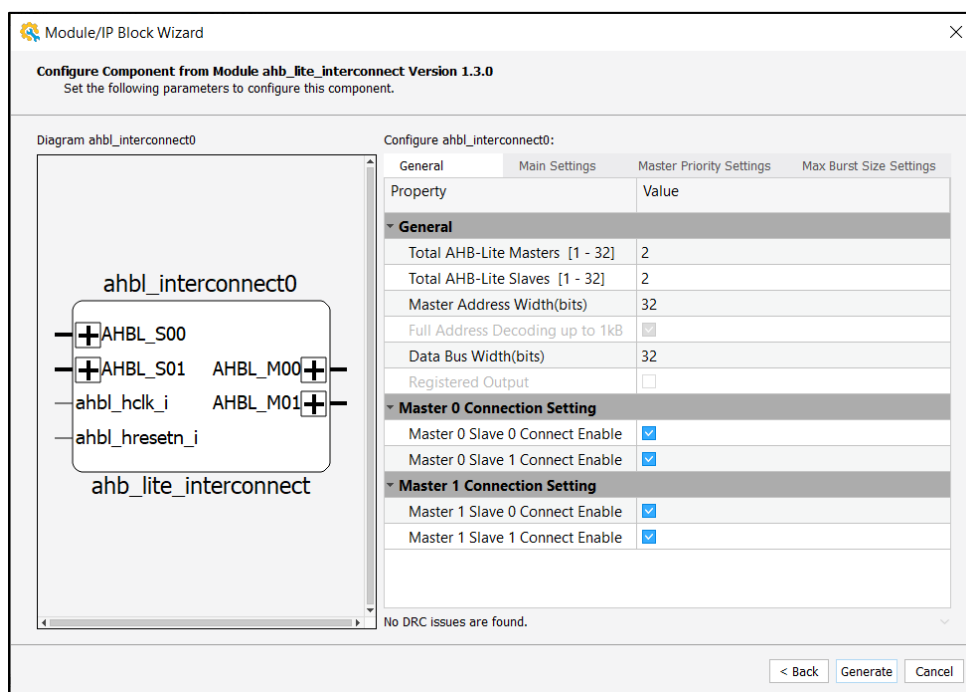 Module/IP Block Wizard
Configure Component from Module ahb_lite_interconnect Version 1.3.0
Set the following parameters to configure this component.
Diagram ahbl_interconnect0
ahbl_interconnect0
AHBL_S00
AHBL_S01 AHBL_M00
ahbl_hclk_i AHBL_M01
ahbl_hresetn_i
ahb_lite_interconnect
Configure ahbl_interconnect0:
General Main Settings Master Priority Settings Max Burst Size Settings
Property Value
General
Total AHB-Lite Masters [1 - 32] 2
Total AHB-Lite Slaves [1 - 32] 2
Master Address Width(bits) 32
Full Address Decoding up to 1kB
Data Bus Width(bits) 32
Registered Output
Master 0 Connection Setting
Master 0 Slave 0 Connect Enable
Master 0 Slave 1 Connect Enable
Master 1 Connection Setting
Master 1 Slave 0 Connect Enable
Master 1 Slave 1 Connect Enable
No DRC issues are found.
< Back Generate Cancel